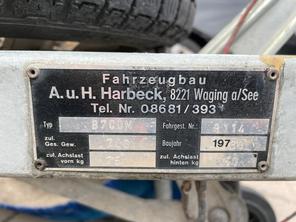 Fahrzeugbau
A.u.H. Harbeck, 8221 Waging a/See
Tel. Nr. 08681/393
Typ Fahrgest. Nr.
zul. Ges. Gew. Baujahr 197
zul. Achslast vorn kg zul. Achslast hinten kg